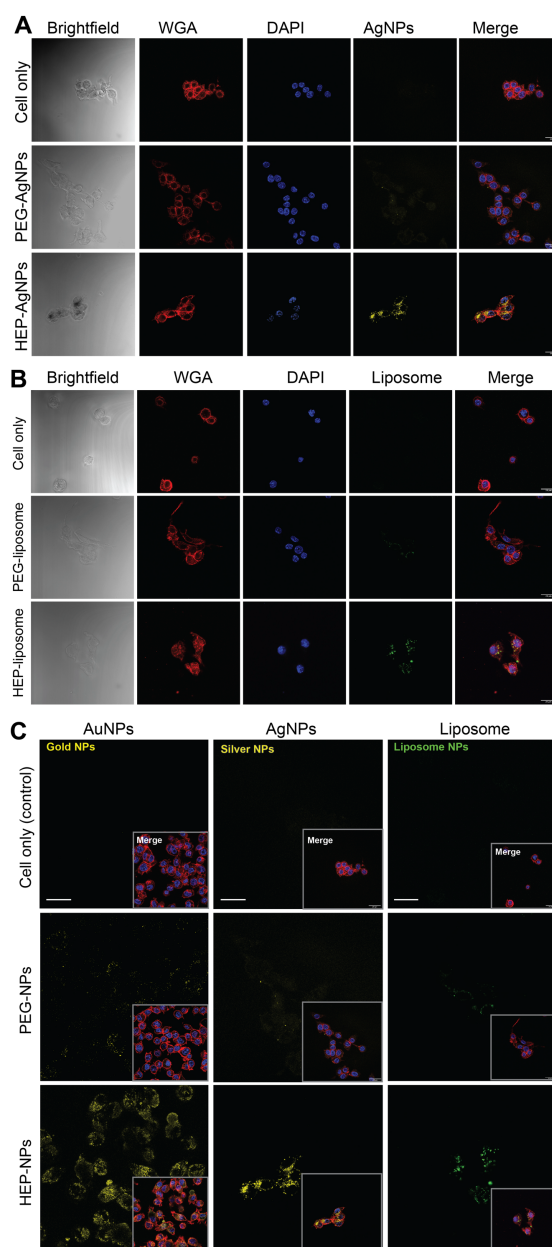 A
Brightfield WGA DAPI AgNPs Merge
Cell only
PEG-AgNPs
HEP-AgNPs
B
Brightfield WGA DAPI Liposome Merge
Cell only
PEG-liposome
HEP-liposome
C
AuNPs AgNPs Liposome
Cell only (control)
Gold NPs Silver NPs Liposome NPs
Merge Merge Merge
PEG-NPs
HEP-NPs